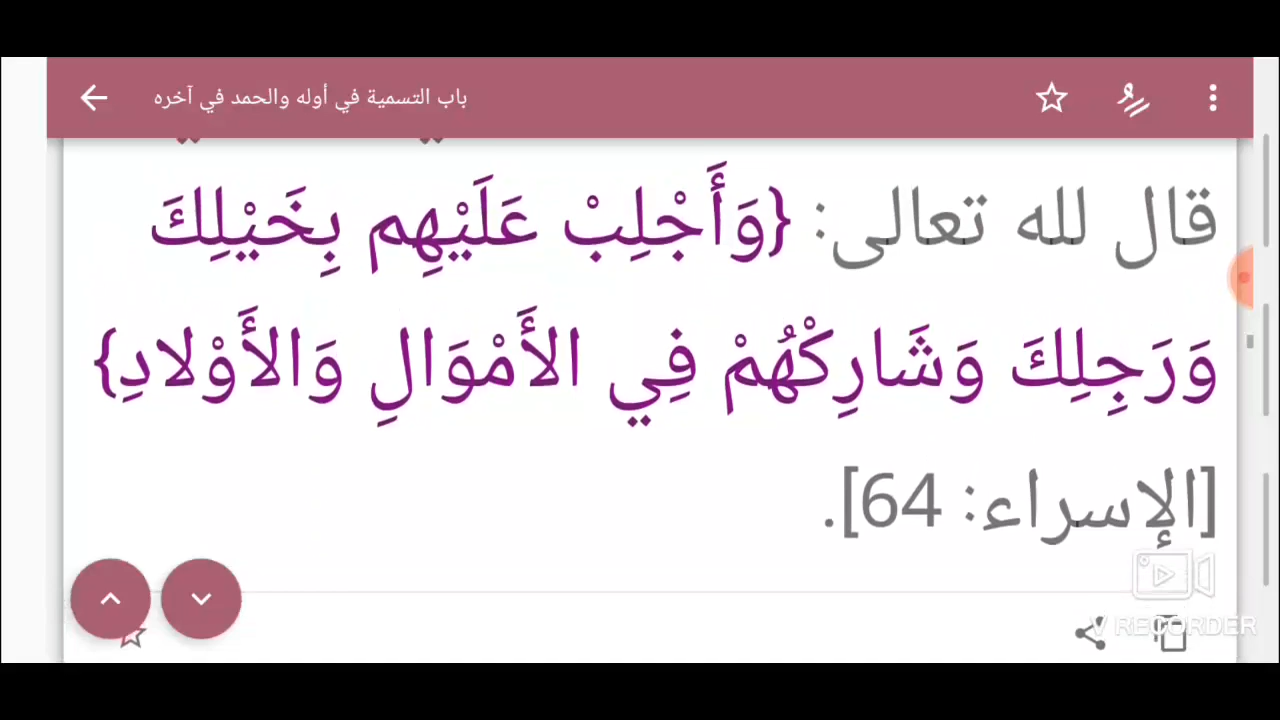 باب التسمية في أوله والحمد في آخره
قال لله تعالى: {وَأَجْلِبْ عَلَيْهِم بِخَيْلِكَ
وَرَجِلِكَ وَشَارِكْهُمْ فِي الأَمْوَالِ وَالأَوْلادِ}
[الإسراء: 64].
V RECORDER